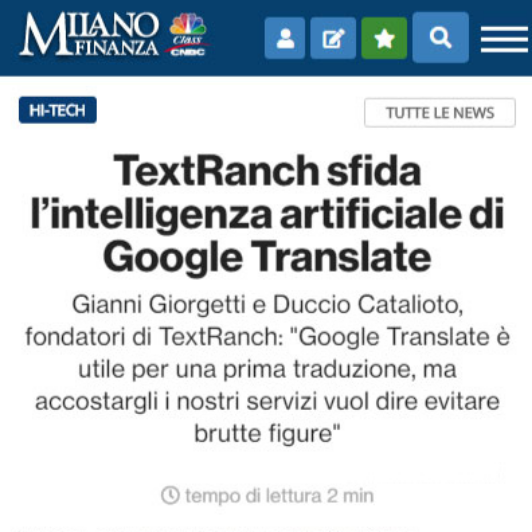 MILANO
FINANZA
Class
CNBC
HI-TECH
TUTTE LE NEWS
TextRanch sfida
l’intelligenza artificiale di
Google Translate
Gianni Giorgetti e Duccio Catalioto,
fondatori di TextRanch: "Google Translate è
utile per una prima traduzione, ma
accostargli i nostri servizi vuol dire evitare
brutte figure"
tempo di lettura 2 min